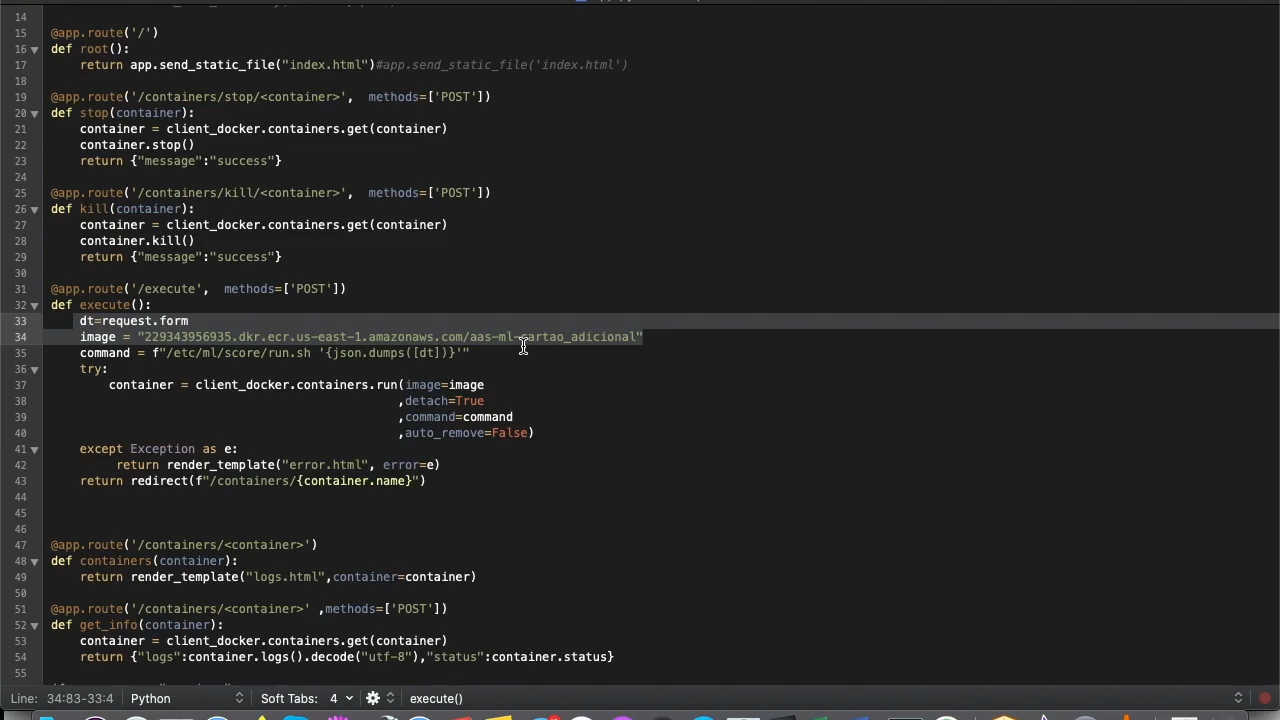 14
15 @app.route('/')
16 def root():
17 return app.send_static_file("index.html")#app.send_static_file('index.html')
18
19 @app.route('/containers/stop/<container>',  methods=['POST'])
20 def stop(container):
21 container = client_docker.containers.get(container)
22 container.stop()
23 return {"message":"success"}
24
25 @app.route('/containers/kill/<container>',  methods=['POST'])
26 def kill(container):
27 container = client_docker.containers.get(container)
28 container.kill()
29 return {"message":"success"}
30
31 @app.route('/execute',  methods=['POST'])
32 def execute():
33 dt=request.form
34 image = "229343956935.dkr.ecr.us-east-1.amazonaws.com/aas-ml-cartao_adicional"
35 command = f"/etc/ml/score/run.sh '{json.dumps([dt])}'"
36 try:
37 container = client_docker.containers.run(image=image
38 ,detach=True
39 ,command=command
40 ,auto_remove=False)
41 except Exception as e:
42 return render_template("error.html", error=e)
43 return redirect(f"/containers/{container.name}")
44
45
46
47 @app.route('/containers/<container>')
48 def containers(container):
49 return render_template("logs.html",container=container)
50
51 @app.route('/containers/<container>' ,methods=['POST'])
52 def get_info(container):
53 container = client_docker.containers.get(container)
54 return {"logs":container.logs().decode("utf-8"),"status":container.status}
55
Line: 34:83-33:4 Python Soft Tabs: 4 execute()